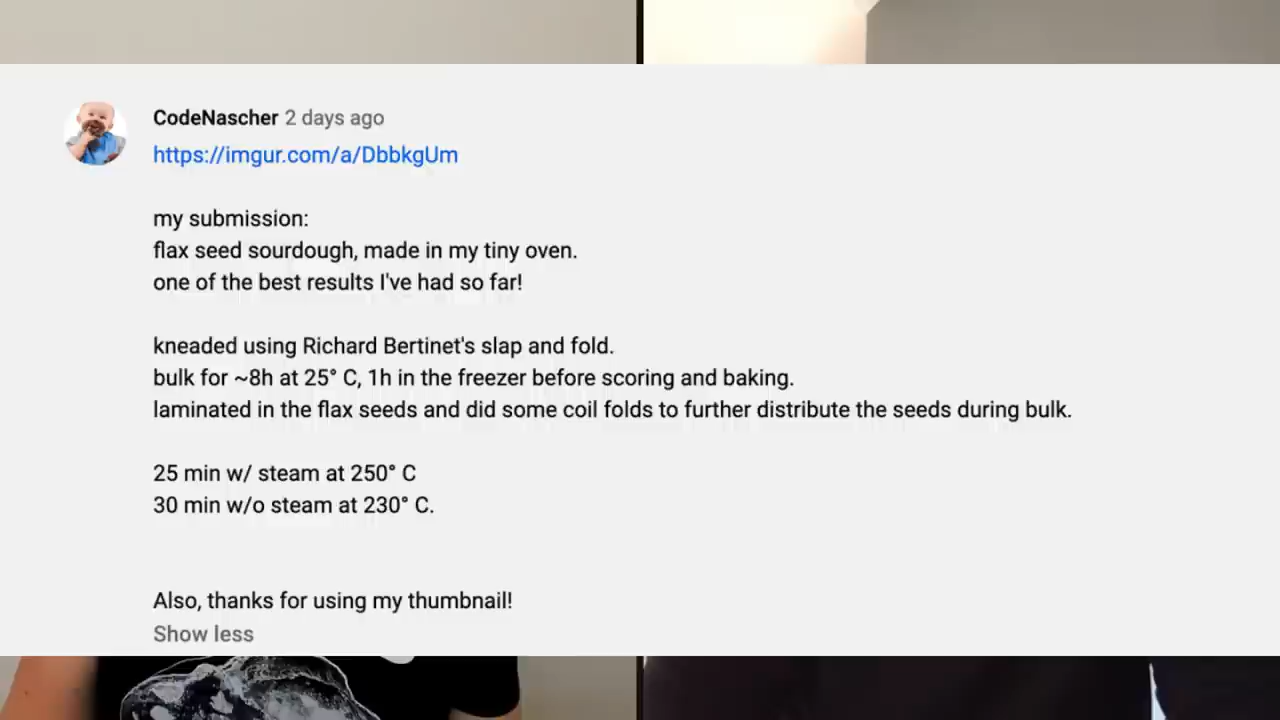 CodeNascher 2 days ago
https://imgur.com/a/DbbkgUm
my submission:
flax seed sourdough, made in my tiny oven.
one of the best results I've had so far!
kneaded using Richard Bertinet's slap and fold.
bulk for ~8h at 25° C, 1h in the freezer before scoring and baking.
laminated in the flax seeds and did some coil folds to further distribute the seeds during bulk.
25 min w/ steam at 250° C
30 min w/o steam at 230° C.
Also, thanks for using my thumbnail!
Show less